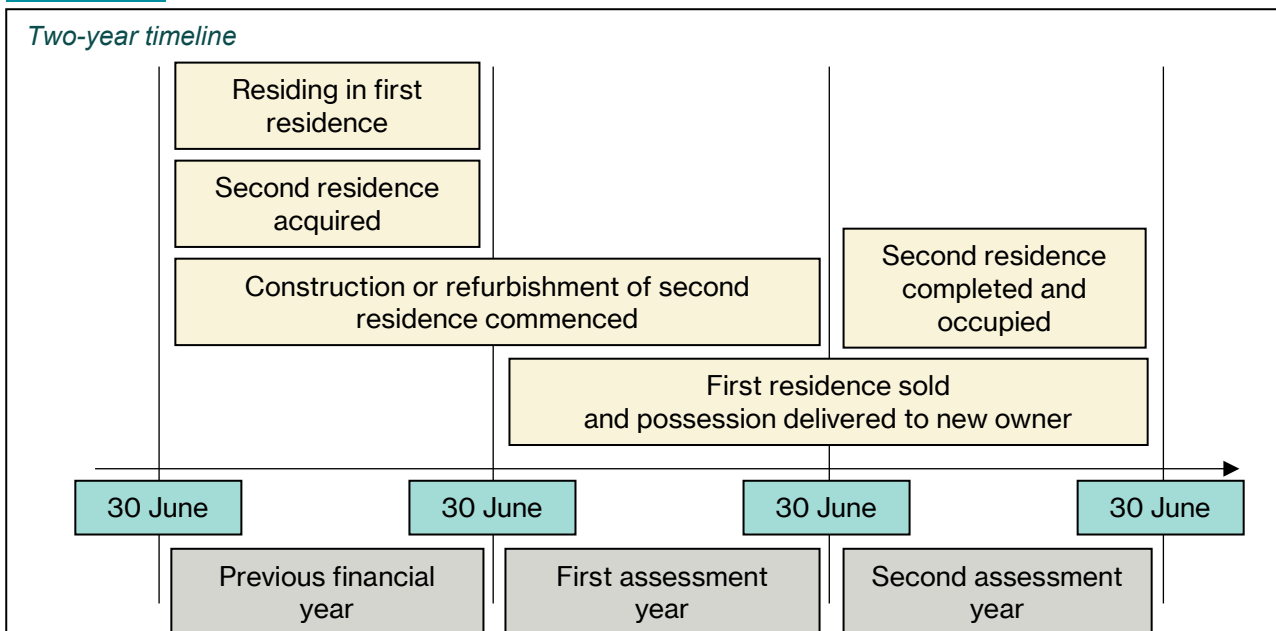 Two-year timeline
Residing in first
residence
Second residence
acquired
Construction or refurbishment of second
residence commenced
Second residence
completed and
occupied
First residence sold
and possession delivered to new owner
30 June
30 June
30 June
30 June
Previous financial
year
First assessment
year
Second assessment
year